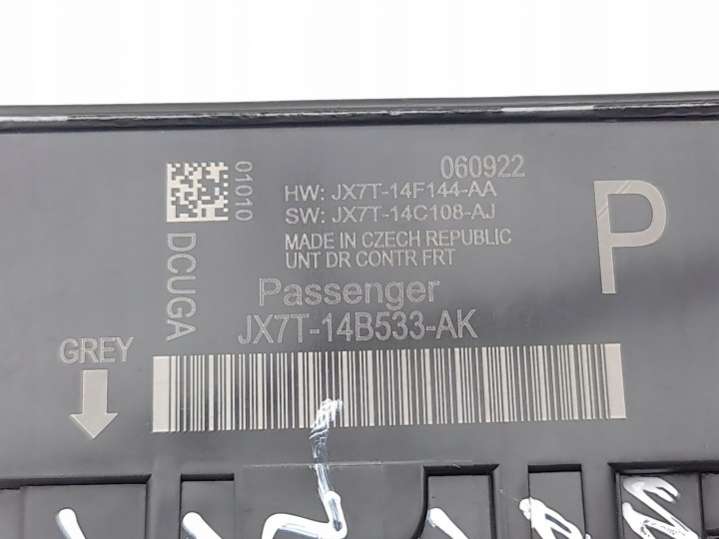 060922
01010
HW: JX7T-14F144-AA
SW: JX7T-14C108-AJ
MADE IN CZECH REPUBLIC
UNT DR CONTR FRT
P
DCUGA
Passenger
JX7T-14B533-AK
GREY